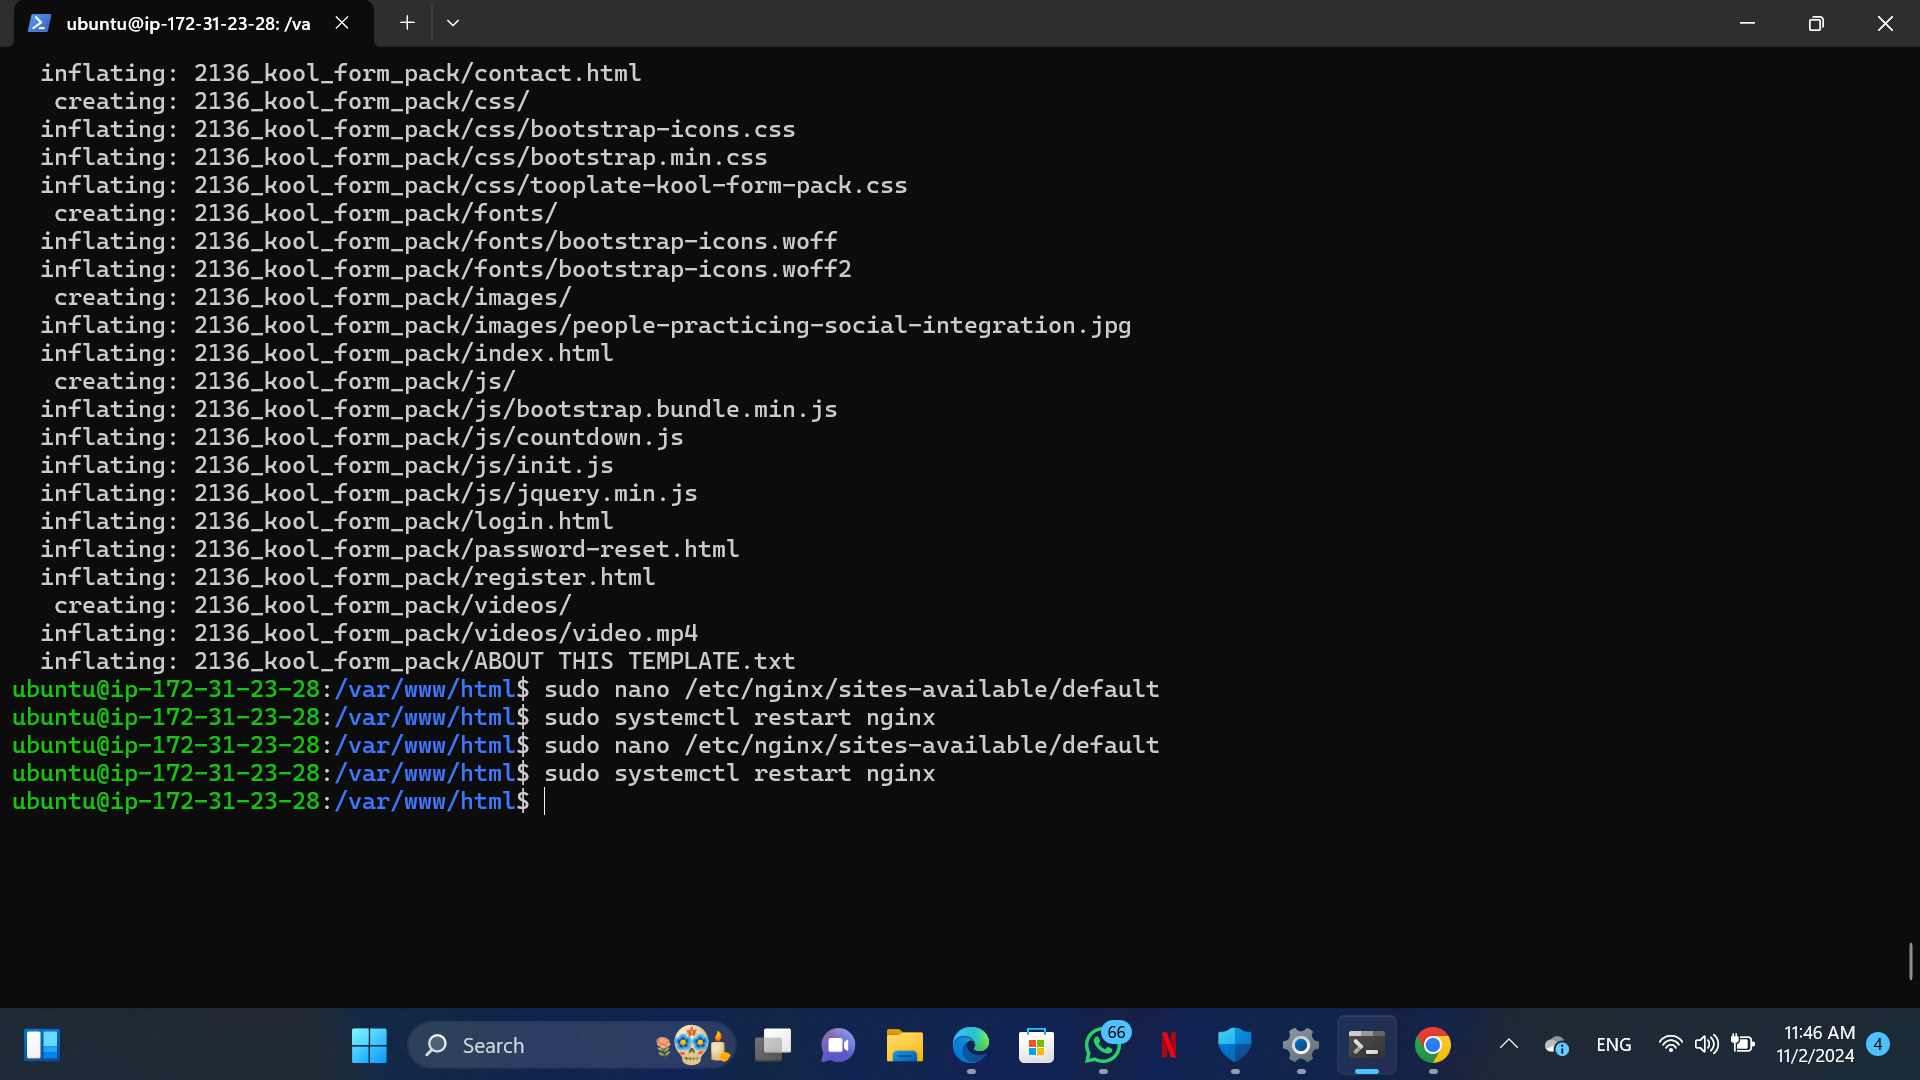 ubuntu@ip-172-31-23-28: /va
inflating: 2136_kool_form_pack/contact.html
creating: 2136_kool_form_pack/css/
inflating: 2136_kool_form_pack/css/bootstrap-icons.css
inflating: 2136_kool_form_pack/css/bootstrap.min.css
inflating: 2136_kool_form_pack/css/tooplate-kool-form-pack.css
creating: 2136_kool_form_pack/fonts/
inflating: 2136_kool_form_pack/fonts/bootstrap-icons.woff
inflating: 2136_kool_form_pack/fonts/bootstrap-icons.woff2
creating: 2136_kool_form_pack/images/
inflating: 2136_kool_form_pack/images/people-practicing-social-integration.jpg
inflating: 2136_kool_form_pack/index.html
creating: 2136_kool_form_pack/js/
inflating: 2136_kool_form_pack/js/bootstrap.bundle.min.js
inflating: 2136_kool_form_pack/js/countdown.js
inflating: 2136_kool_form_pack/js/init.js
inflating: 2136_kool_form_pack/js/jquery.min.js
inflating: 2136_kool_form_pack/login.html
inflating: 2136_kool_form_pack/password-reset.html
inflating: 2136_kool_form_pack/register.html
creating: 2136_kool_form_pack/videos/
inflating: 2136_kool_form_pack/videos/video.mp4
inflating: 2136_kool_form_pack/ABOUT THIS TEMPLATE.txt
ubuntu@ip-172-31-23-28:/var/www/html$ sudo nano /etc/nginx/sites-available/default
ubuntu@ip-172-31-23-28:/var/www/html$ sudo systemctl restart nginx
ubuntu@ip-172-31-23-28:/var/www/html$ sudo nano /etc/nginx/sites-available/default
ubuntu@ip-172-31-23-28:/var/www/html$ sudo systemctl restart nginx
ubuntu@ip-172-31-23-28:/var/www/html$
Search
66
ENG
11:46 AM
11/2/2024
4